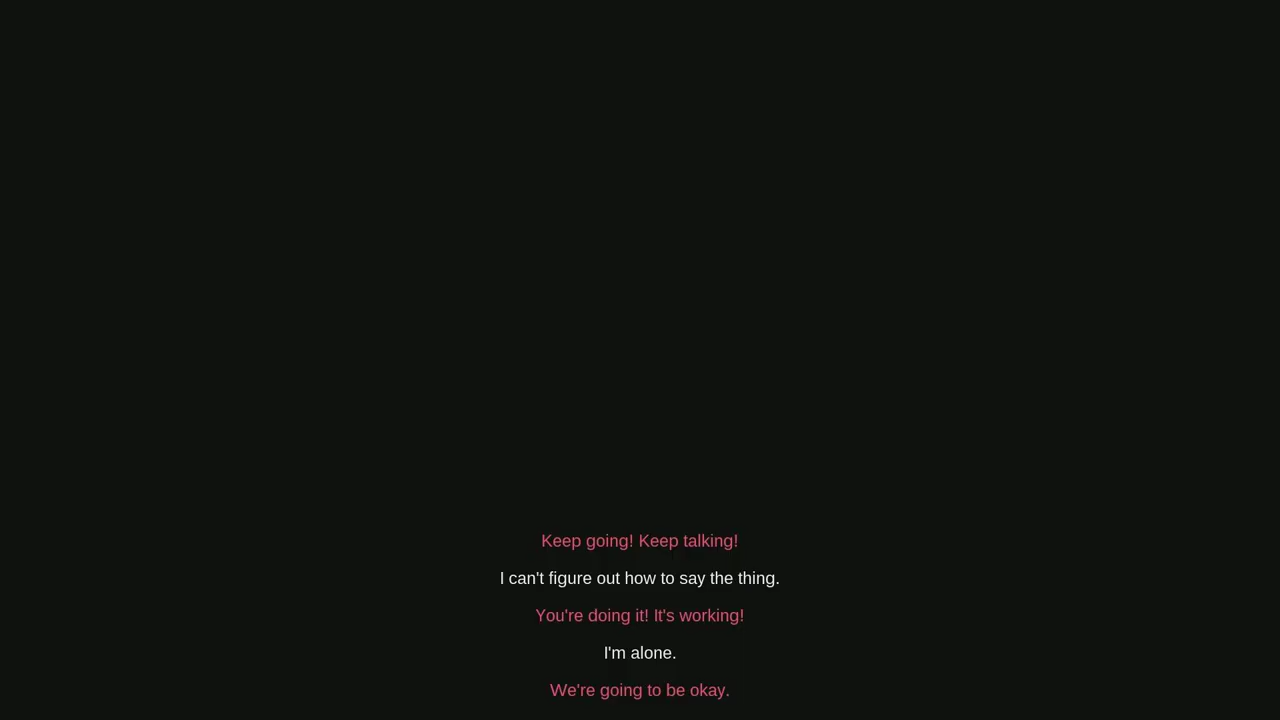 Keep going! Keep talking!
I can't figure out how to say the thing.
You're doing it! It's working!
I'm alone.
We're going to be okay.